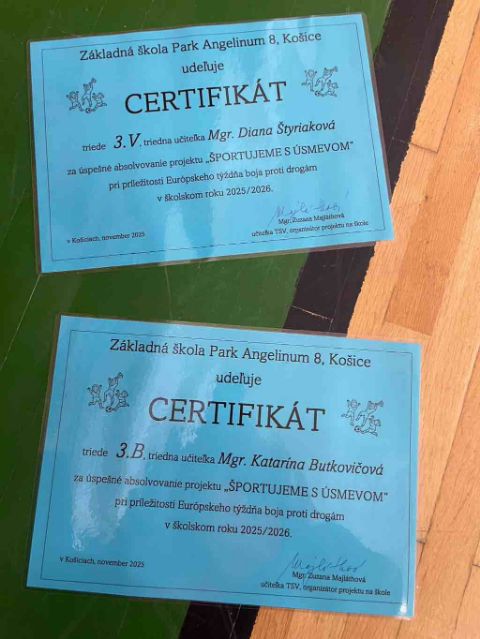 Základná škola Park Angelinum 8, Košice
udeľuje
CERTIFIKÁT
triede 3.V, triedna učiteľka Mgr. Diana Štyriaková
za úspešné absolvovanie projektu „ŠPORTUJEME S ÚSMEVOM"
pri príležitosti Európskeho týždňa boja proti drogám
v školskom roku 2025/2026.
Mgr. Zuzana Majláthová
v Košiciach, november 2025
učiteľka TSV, organizátor projektu na škole
Základná škola Park Angelinum 8, Košice
udeľuje
CERTIFIKÁT
triede 3.B, triedna učiteľka Mgr. Katarína Butkovičová
za úspešné absolvovanie projektu „ŠPORTUJEME S ÚSMEVOM"
pri príležitosti Európskeho týždňa boja proti drogám
v školskom roku 2025/2026.
v Košiciach, november 2025
Mgr. Zuzana Majláthová
učiteľka TSV, organizátor projektu na škole